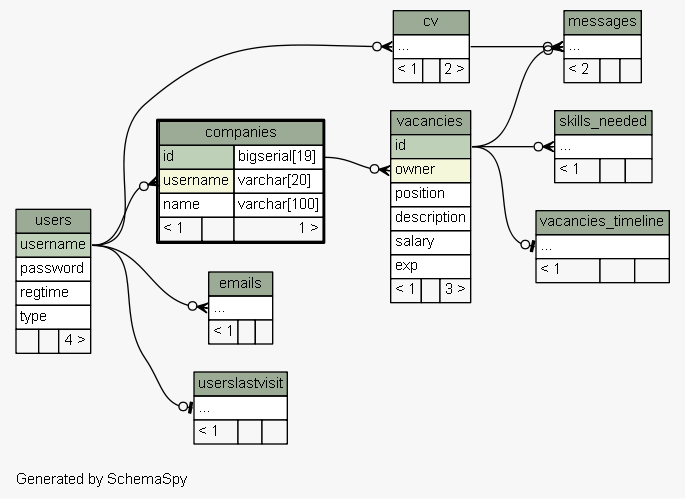 cv
...
< 1 2 >
messages
...
< 2
companies
id bigserial[19]
username varchar[20]
name varchar[100]
< 1 1 >
vacancies
id
owner
position
description
salary
exp
< 1 3 >
skills_needed
...
< 1
vacancies_timeline
...
< 1
users
username
password
regtime
type
4 >
emails
...
< 1
userslastvisit
...
< 1
Generated by SchemaSpy